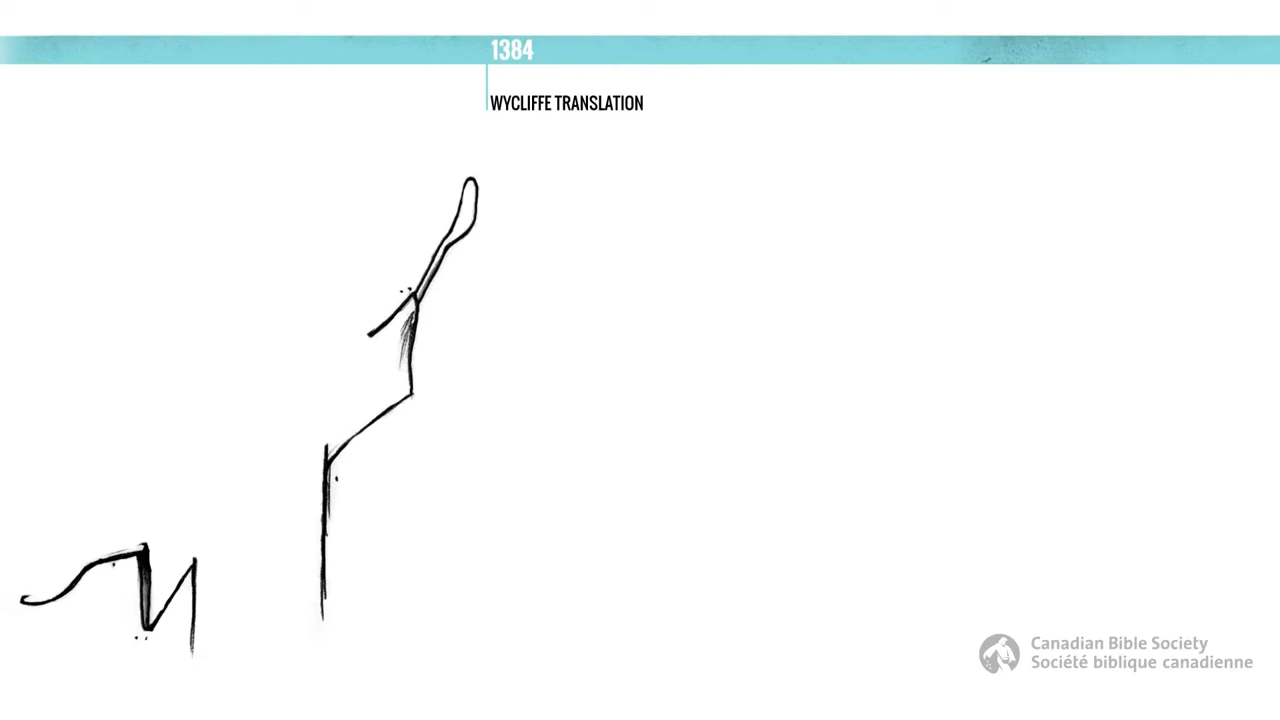 1384
WYCLIFFE TRANSLATION
Canadian Bible Society
Société biblique canadienne